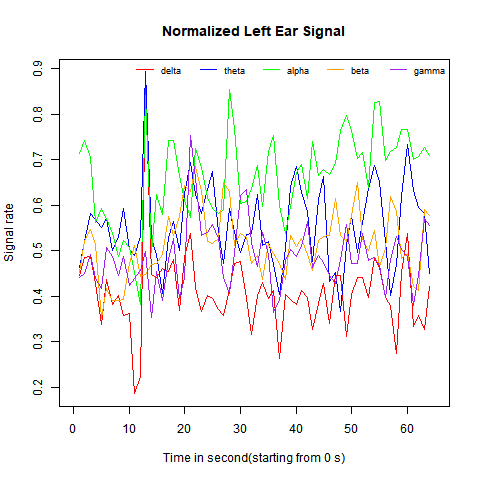 Normalized Left Ear Signal
delta theta alpha beta gamma
0.9
0.8
0.7
0.6
0.5
0.4
0.3
0.2
Signal rate
0 10 20 30 40 50 60
Time in second(starting from 0 s)